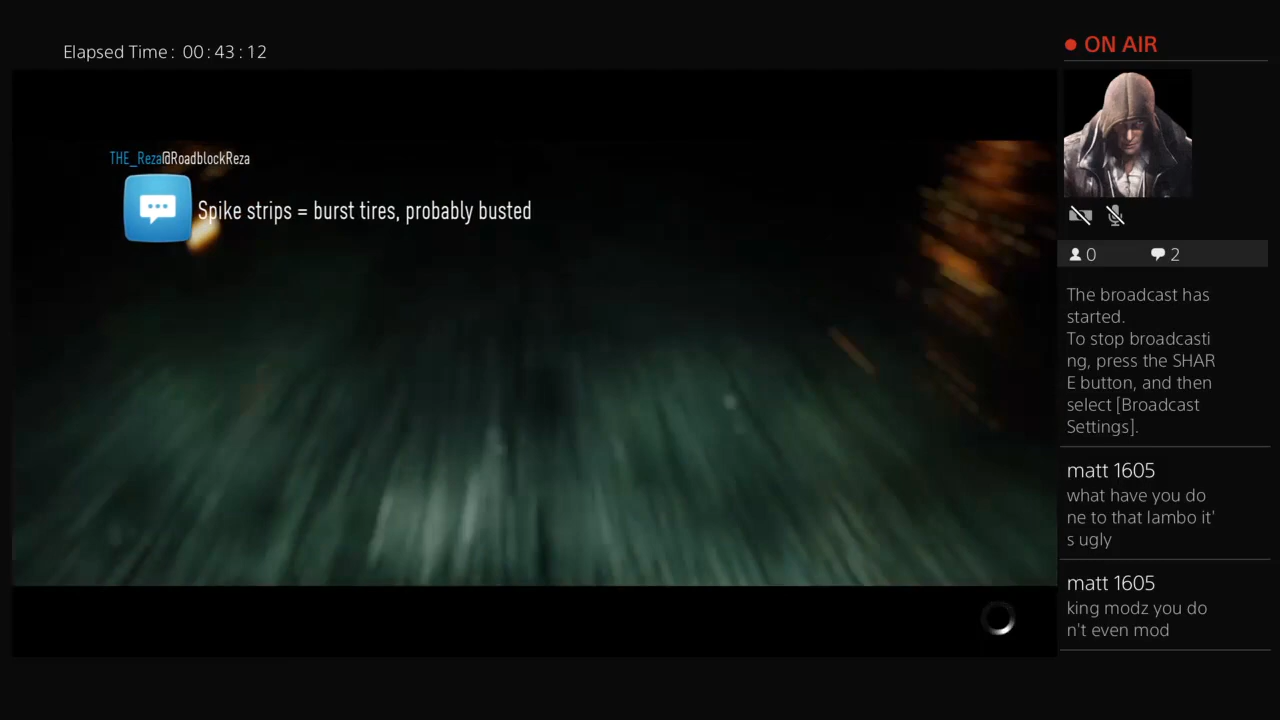 Elapsed Time: 00:43:12
ON AIR
THE_Reza@RoadblockReza
Spike strips = burst tires, probably busted
0 2
The broadcast has
started.
To stop broadcasti
ng, press the SHAR
E button, and then
select [Broadcast
Settings].
matt 1605
what have you do
ne to that lambo it'
s ugly
matt 1605
king modz you do
n't even mod